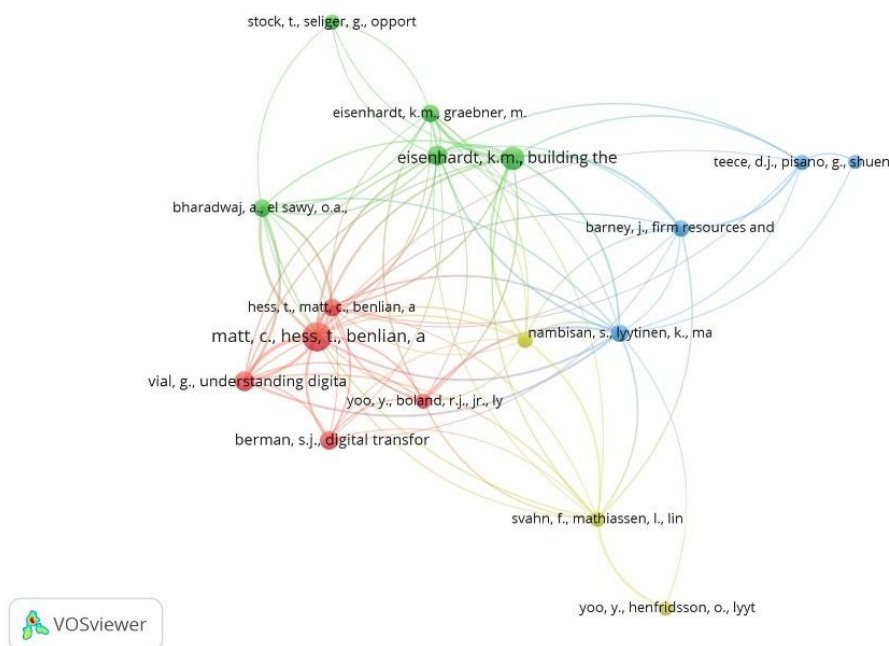 stock, t., seliger, g., opport
eisenhardt, k.m., graebner, m.
eisenhardt, k.m., building the
teece, d.j., pisano, g., shuen
bharadwaj, a., el sawy, o.a.,
barney, j., firm resources and
hess, t., matt, c., benlian, a
matt, c., hess, t., benlian, a
nambisan, s., lyytinen, k., ma
vial, g., understanding digita
yoo, y., boland, r.j., jr., ly
berman, s.j., digital transfor
svahn, f., mathiassen, l., lin
yoo, y., henfridsson, o., lyyt
VOSviewer